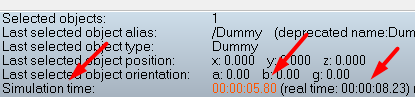 Selected objects: 1
Last selected object alias: /Dummy (deprecated name:Dum
Last selected object type: Dummy
Last selected object position: x: 0.000 y: 0.000 z: 0.000
Last selected object orientation: a: 0.00 b: 0.00 g: 0.00
Simulation time: 00:00:05.80 (real time: 00:00:08.23)